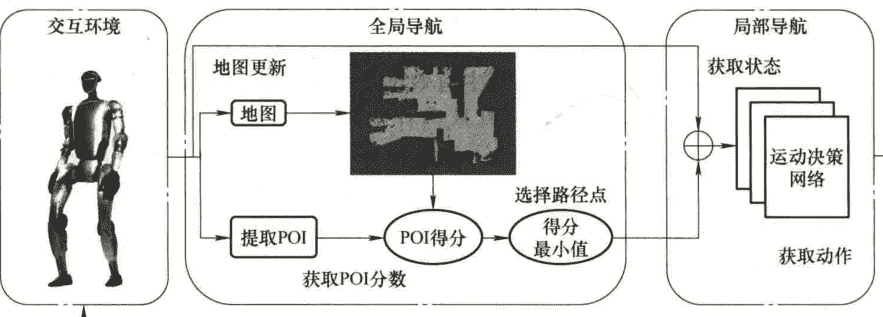 交互环境
全局导航
局部导航
地图更新
获取状态
地图
运动决策
网络
选择路径点
提取POI
POI得分
得分
最小值
获取POI分数
获取动作